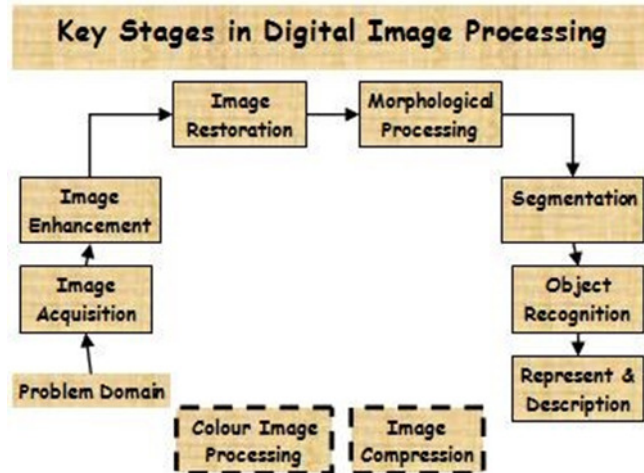 Key Stages in Digital Image Processing
Image
Restoration
Morphological
Processing
Image
Enhancement
Segmentation
Image
Acquisition
Object
Recognition
Problem Domain
Represent &
Description
Colour Image
Processing
Image
Compression